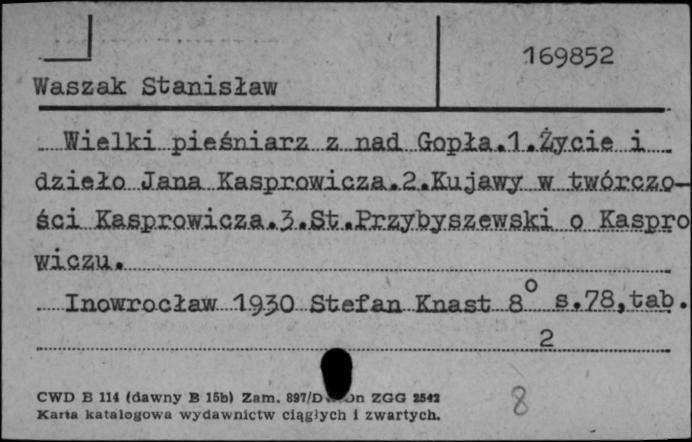 169852
Waszak Stanisław
Wielki pieśniarz z nad Gopła.1.Życie i
dzieło Jana Kasprowicza.2.Kujawy w twórczo-
ści Kasprowicza.3.St.Przybyszewski o Kaspro
wiczu.
Inowrocław 1930 Stefan Knast 8° s.78,tab.
2
CWD B 114 (dawny B 15b) Zam. 897/D ZGG 2542
8
Karta katalogowa wydawnictw ciągłych i zwartych.